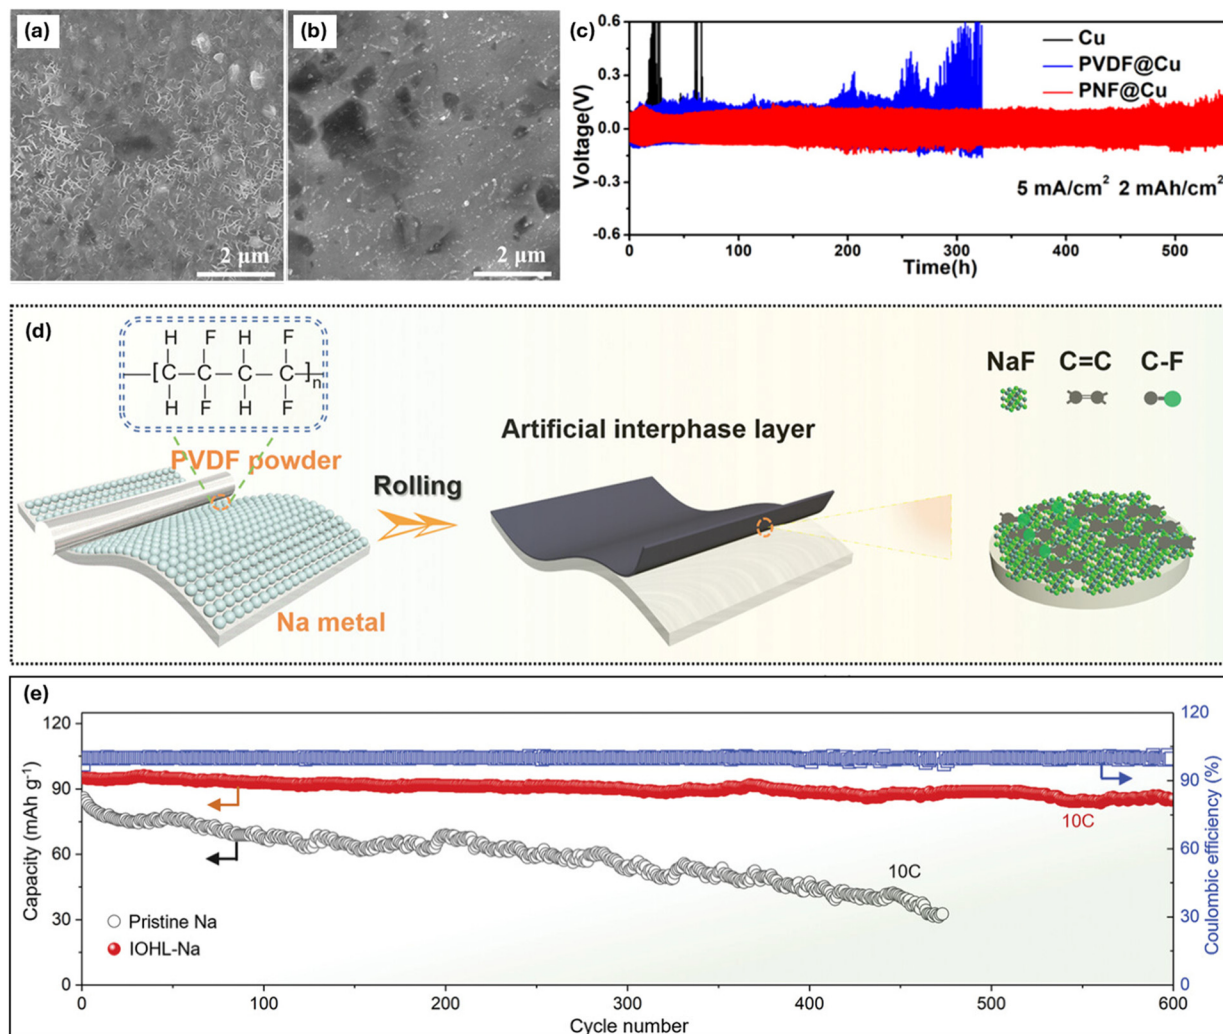 (a)
2 μm
(b)
2 μm
(c)
Voltage(V)
0.6
0.3
0.0
-0.3
-0.6
Cu
PVDF@Cu
PNF@Cu
5 mA/cm² 2 mAh/cm²
0 100 200 300 400 500
Time(h)
(d)
H F H F
[C C C C]n
H F H F
PVDF powder
Na metal
Rolling
Artificial interphase layer
NaF C=C C-F
(e)
Capacity (mAh g⁻¹)
120
90
60
30
0
10C
10C
Pristine Na
IOHL-Na
120
90
60
30
0
Coulombic efficiency (%)
0 100 200 300 400 500 600
Cycle number